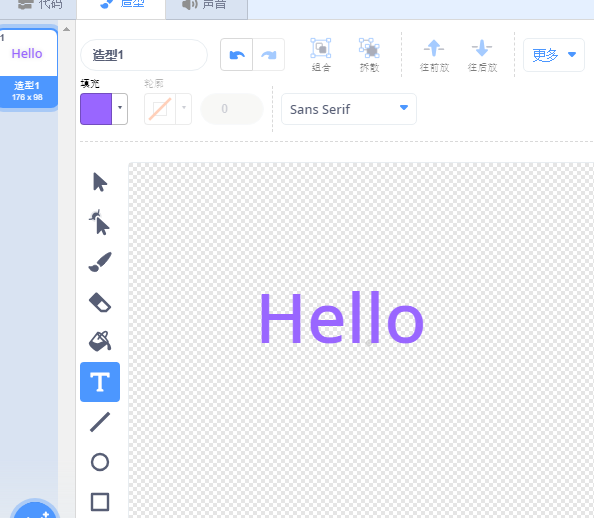 代码 造型 声音
1
Hello
造型1
176 x 98
造型1
组合 拆散 往前放 往后放 更多
填充 轮廓
0
Sans Serif
T
Hello